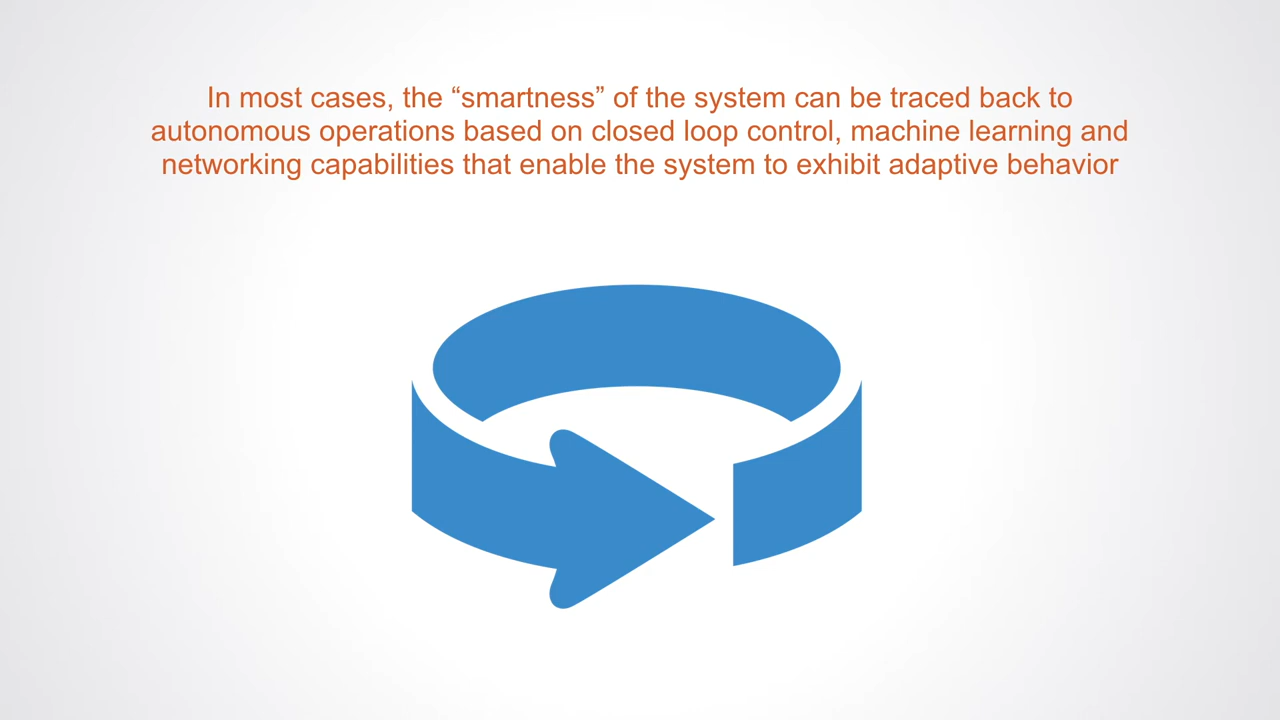 In most cases, the “smartness” of the system can be traced back to
autonomous operations based on closed loop control, machine learning and
networking capabilities that enable the system to exhibit adaptive behavior